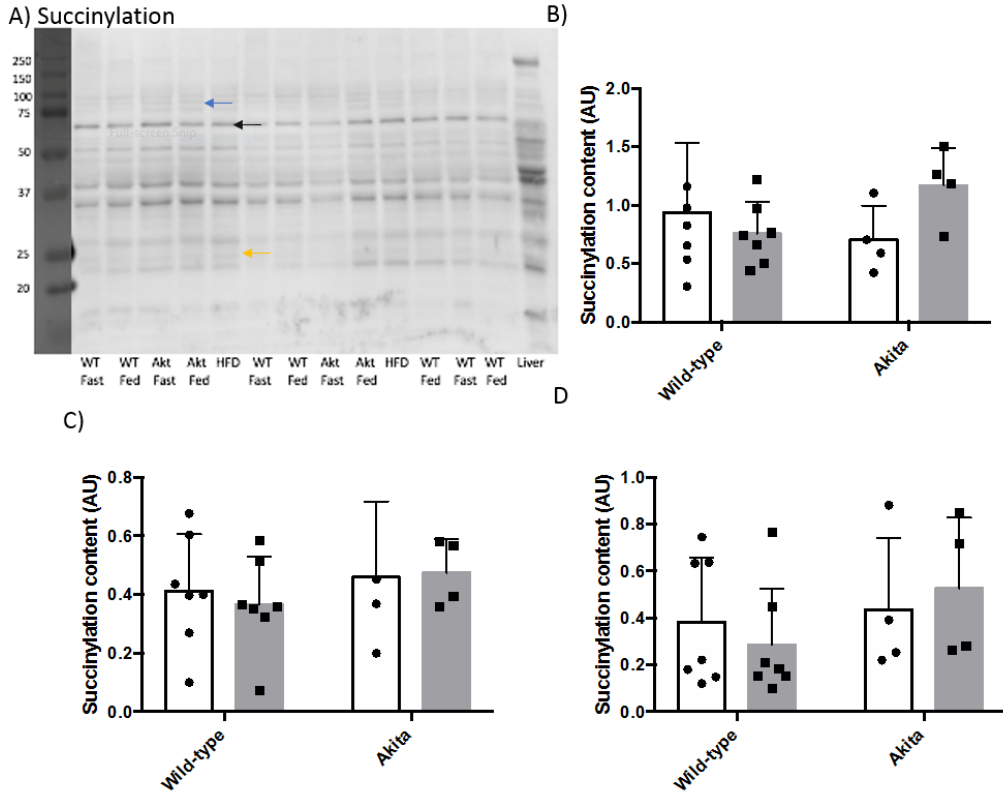 A) Succinylation
250
150
100
75
50
37
25
20
Full-screen Snip
WT Fast
WT Fed
Akt Fast
Akt Fed
HFD
WT Fast
WT Fed
Akt Fast
Akt Fed
HFD
WT Fed
WT Fast
WT Fed
Liver
B)
Succinylation content (AU)
2.0
1.5
1.0
0.5
0.0
Wild-type
Akita
C)
Succinylation content (AU)
0.8
0.6
0.4
0.2
0.0
Wild-type
Akita
D
Succinylation content (AU)
1.0
0.8
0.6
0.4
0.2
0.0
Wild-type
Akita